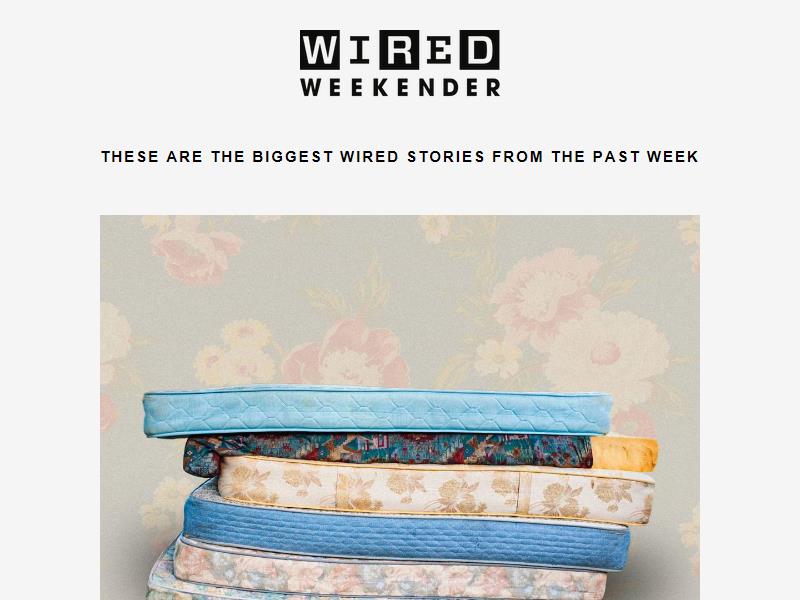 WIRED
WEEKENDER
THESE ARE THE BIGGEST WIRED STORIES FROM THE PAST WEEK